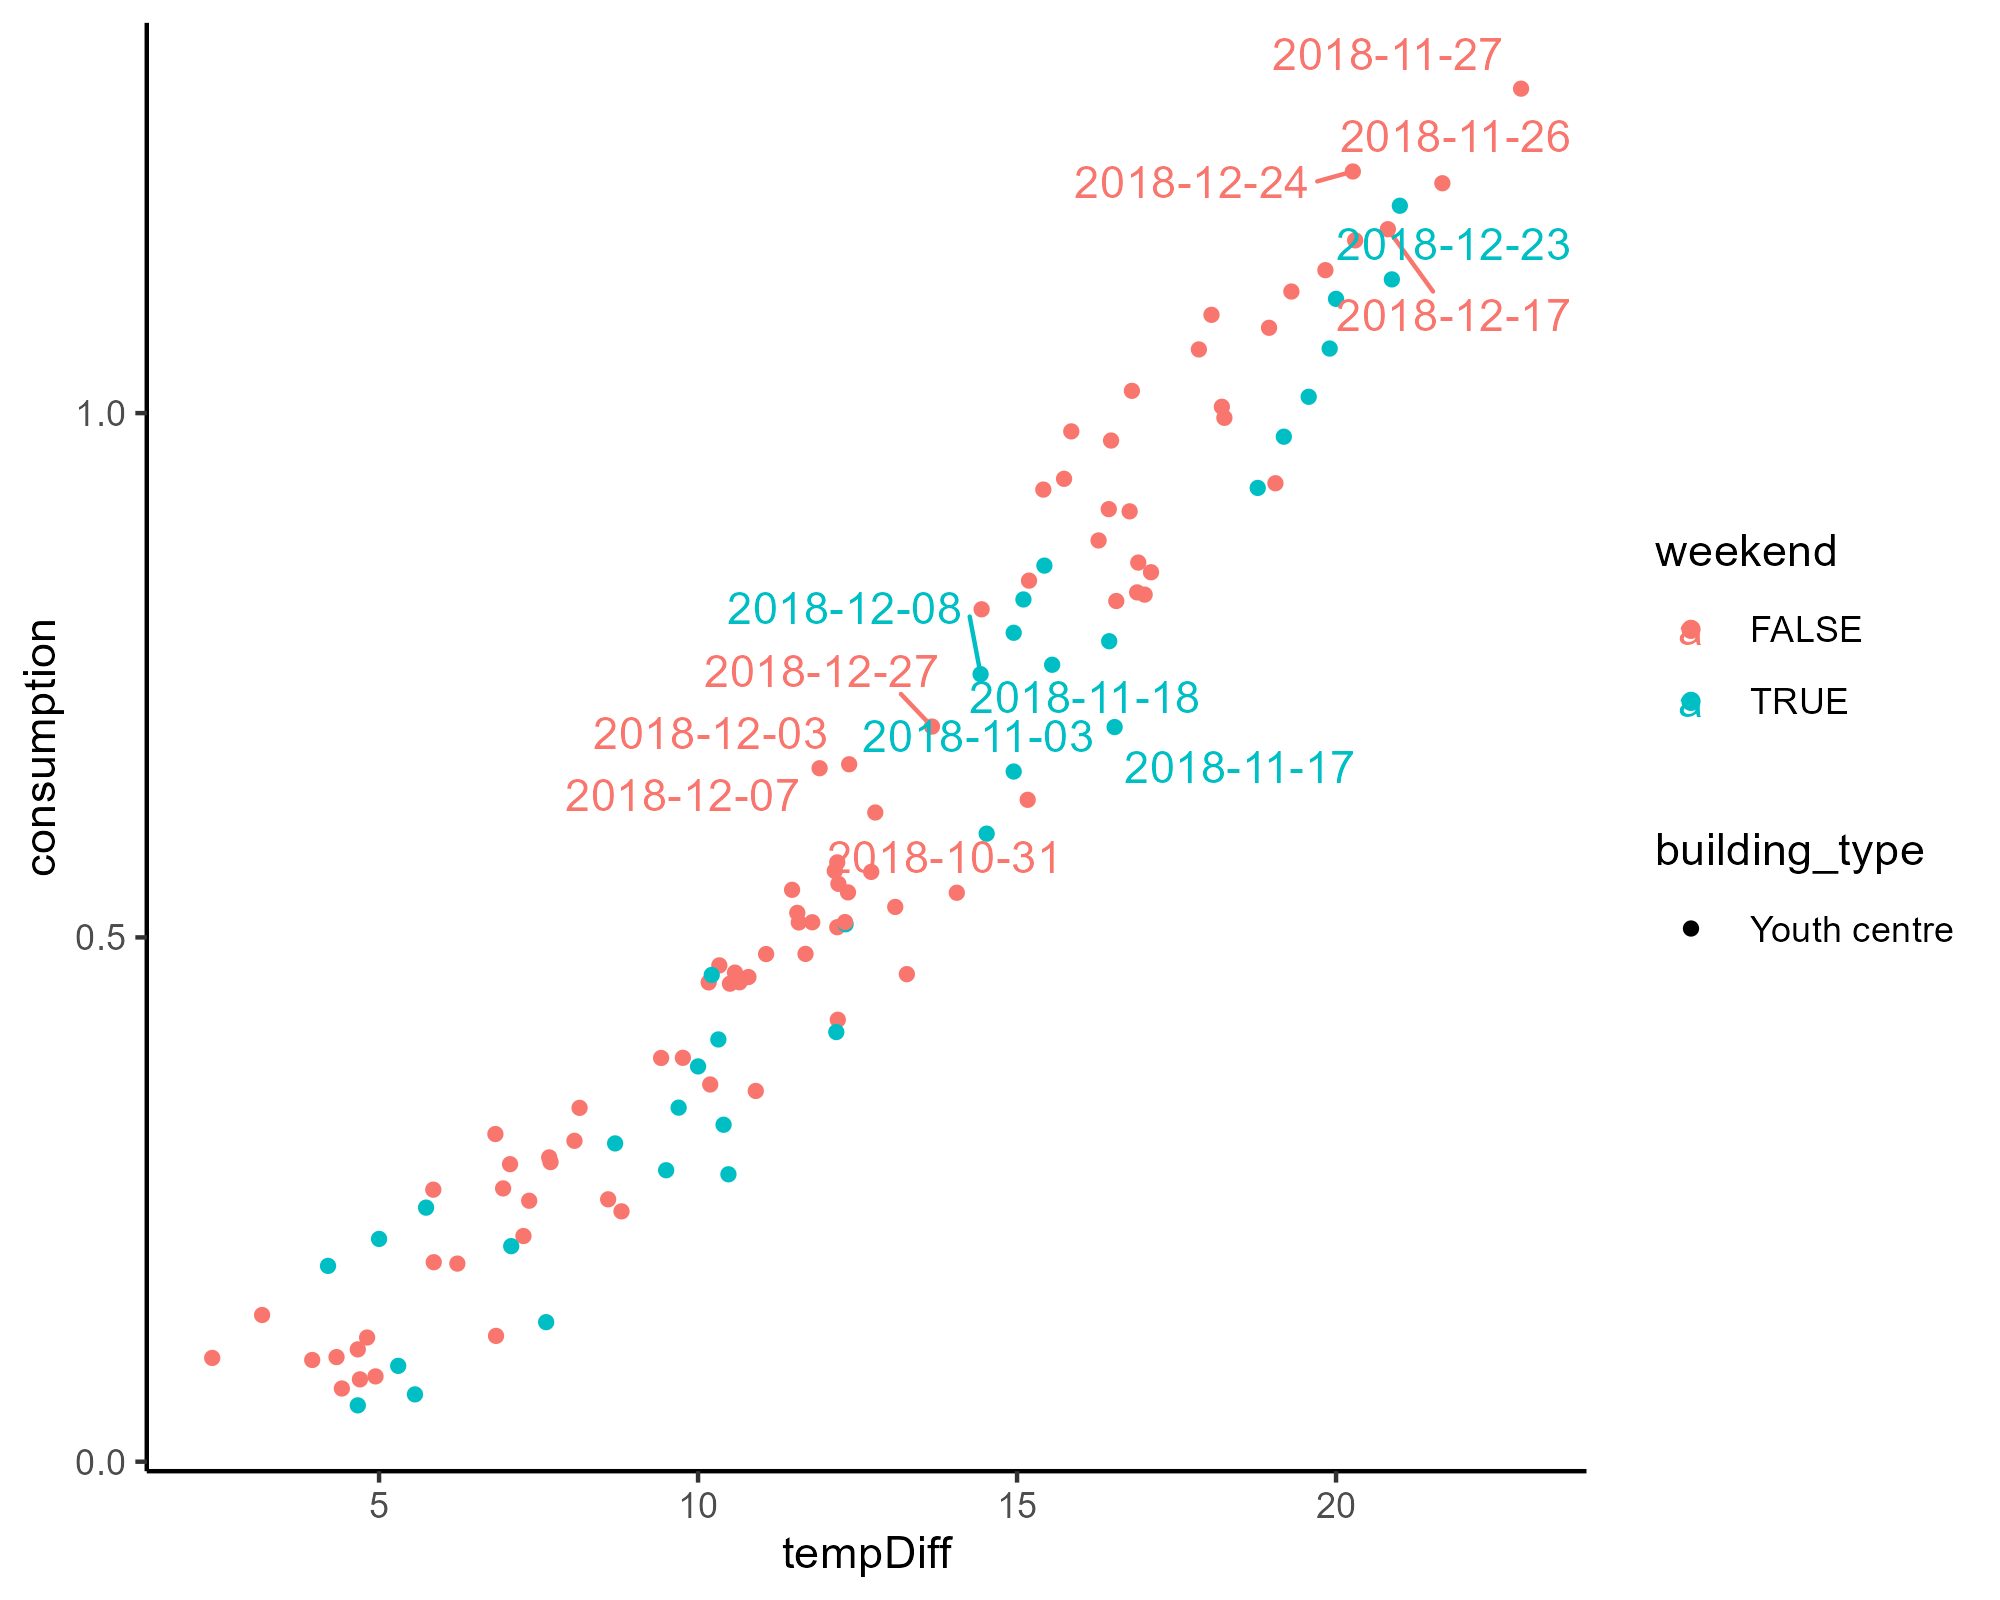 2018-11-27
2018-11-26
2018-12-24
2018-12-23
2018-12-17
1.0
2018-12-08
2018-12-27
2018-11-18
2018-12-03
2018-11-03
2018-11-17
2018-12-07
2018-10-31
0.5
0.0
5
10
15
20
tempDiff
consumption
weekend
a FALSE
a TRUE
building_type
Youth centre